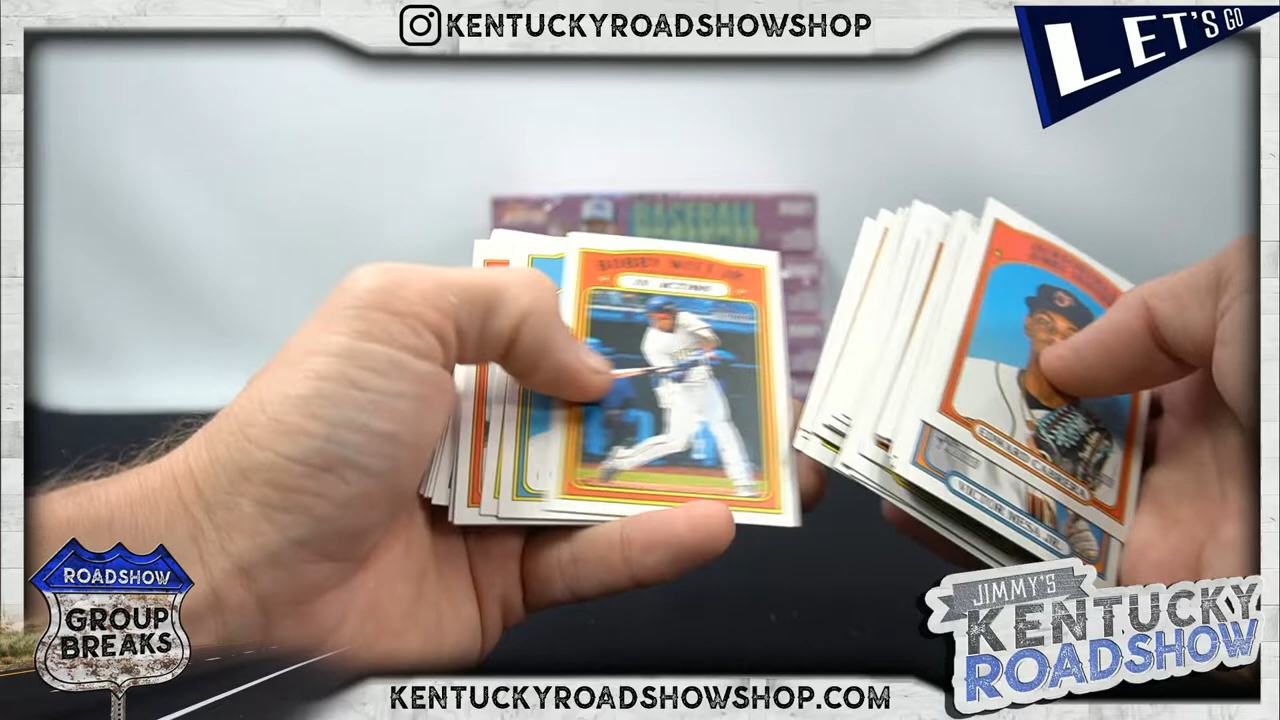 KENTUCKYROADSHOWSHOP
LET'S GO
BASEBALL
BOBBY WITT JR
IN ACTION
EDWARD CABRERA
VICTOR MESA JR.
ROADSHOW
GROUP
BREAKS
JIMMY'S
KENTUCKY
ROADSHOW
KENTUCKYROADSHOWSHOP.COM